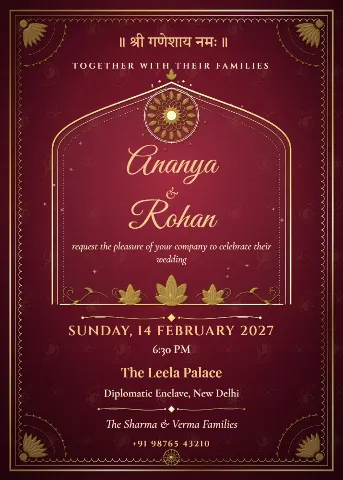 ॥ श्री गणेशाय नमः ॥
TOGETHER WITH THEIR FAMILIES
Ananya
&
Rohan
request the pleasure of your company to celebrate their
wedding
SUNDAY, 14 FEBRUARY 2027
6:30 PM
The Leela Palace
Diplomatic Enclave, New Delhi
The Sharma & Verma Families
+91 98765 43210